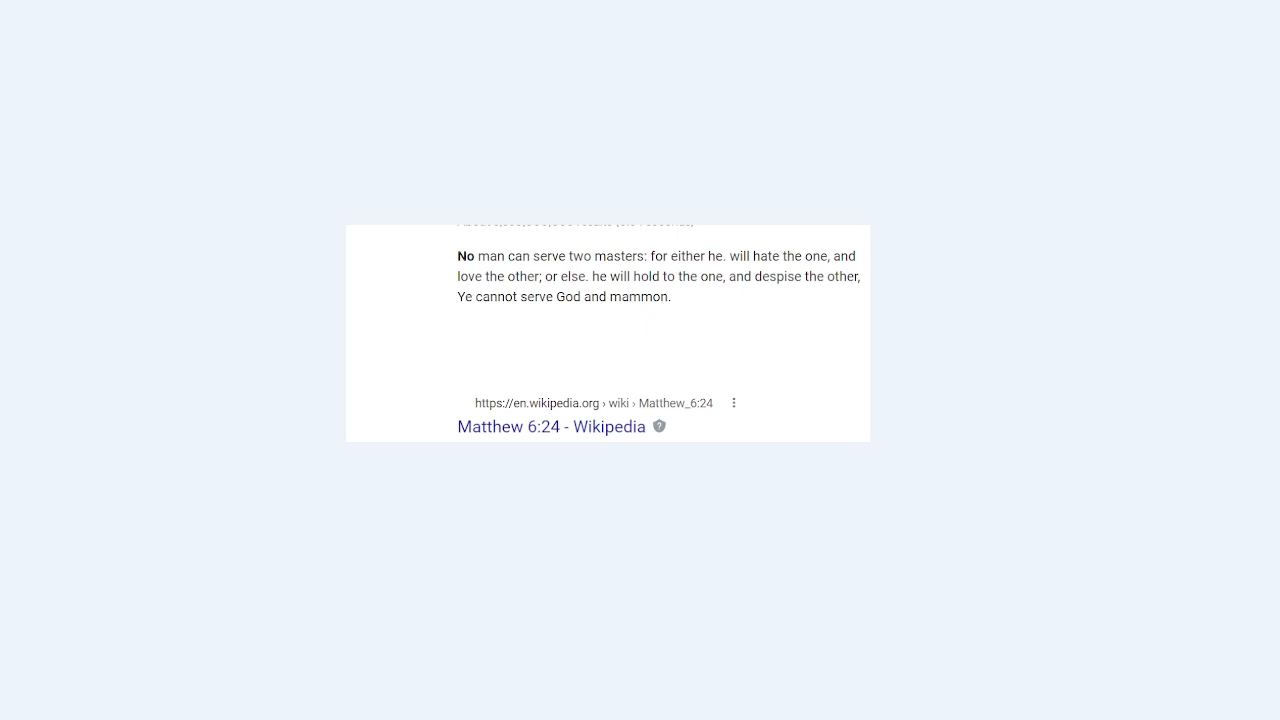 No man can serve two masters: for either he. will hate the one, and
love the other; or else. he will hold to the one, and despise the other,
Ye cannot serve God and mammon.
https://en.wikipedia.org › wiki › Matthew_6:24
Matthew 6:24 - Wikipedia